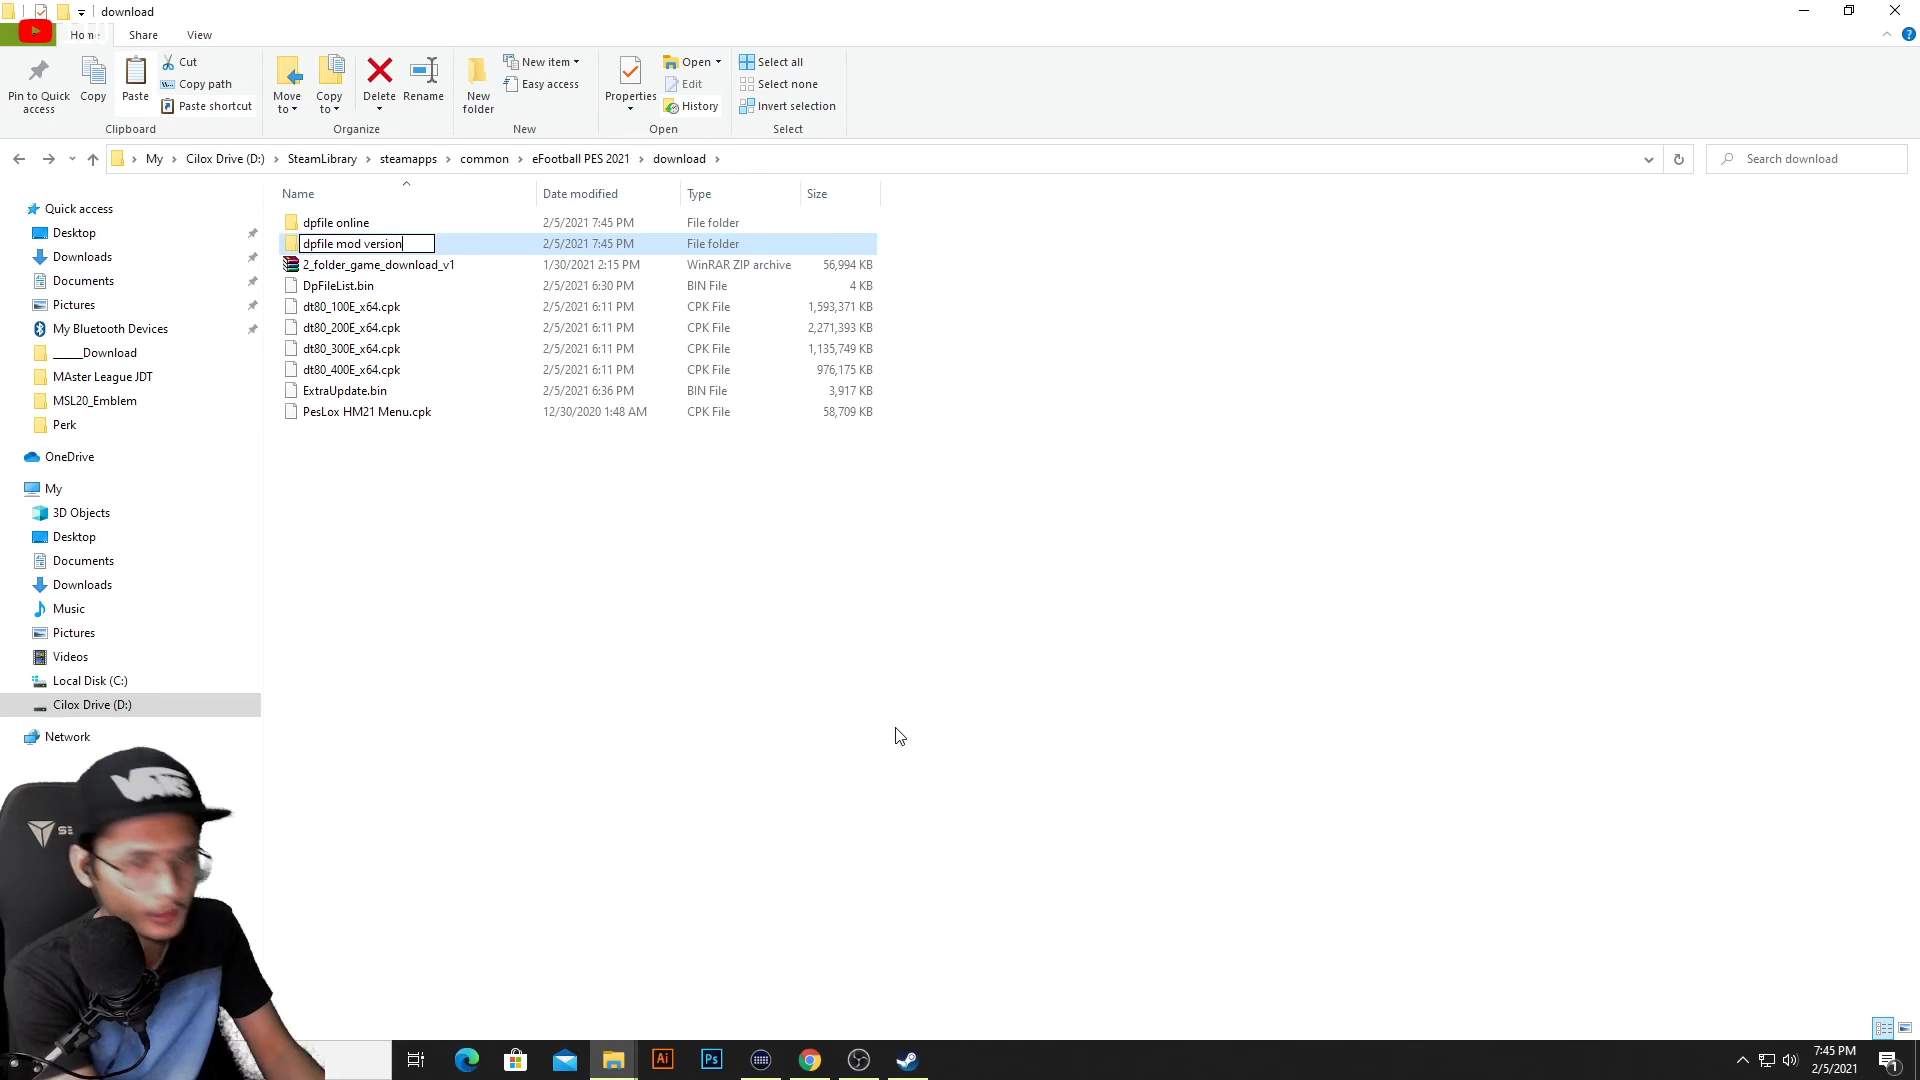 download
Home Share View
Pin to Quick access
Copy
Paste
Cut
Copy path
Paste shortcut
Clipboard
Move to
Copy to
Delete
Rename
Organize
New folder
New item
Easy access
New
Properties
Open
Edit
History
Open
Select all
Select none
Invert selection
Select
My > Cilox Drive (D:) > SteamLibrary > steamapps > common > eFootball PES 2021 > download >
Search download
Name Date modified Type Size
dpfile online 2/5/2021 7:45 PM File folder
dpfile mod version 2/5/2021 7:45 PM File folder
2_folder_game_download_v1 1/30/2021 2:15 PM WinRAR ZIP archive 56,994 KB
DpFileList.bin 2/5/2021 6:30 PM BIN File 4 KB
dt80_100E_x64.cpk 2/5/2021 6:11 PM CPK File 1,593,371 KB
dt80_200E_x64.cpk 2/5/2021 6:11 PM CPK File 2,271,393 KB
dt80_300E_x64.cpk 2/5/2021 6:11 PM CPK File 1,135,749 KB
dt80_400E_x64.cpk 2/5/2021 6:11 PM CPK File 976,175 KB
ExtraUpdate.bin 2/5/2021 6:36 PM BIN File 3,917 KB
PesLox HM21 Menu.cpk 12/30/2020 1:48 AM CPK File 58,709 KB
Quick access
Desktop
Downloads
Documents
Pictures
My Bluetooth Devices
_____Download
MAster League JDT
MSL20_Emblem
Perk
OneDrive
My
3D Objects
Desktop
Documents
Downloads
Music
Pictures
Videos
Local Disk (C:)
Cilox Drive (D:)
Network
VANS
SE
Ai
Ps
7:45 PM
2/5/2021
1